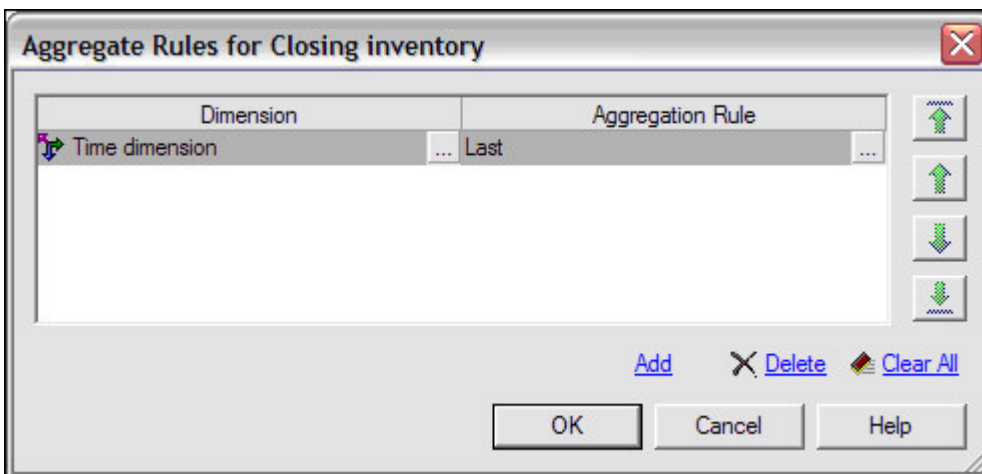 Aggregate Rules for Closing inventory
Dimension Aggregation Rule
Time dimension ... Last ...
Add Delete Clear All
OK Cancel Help